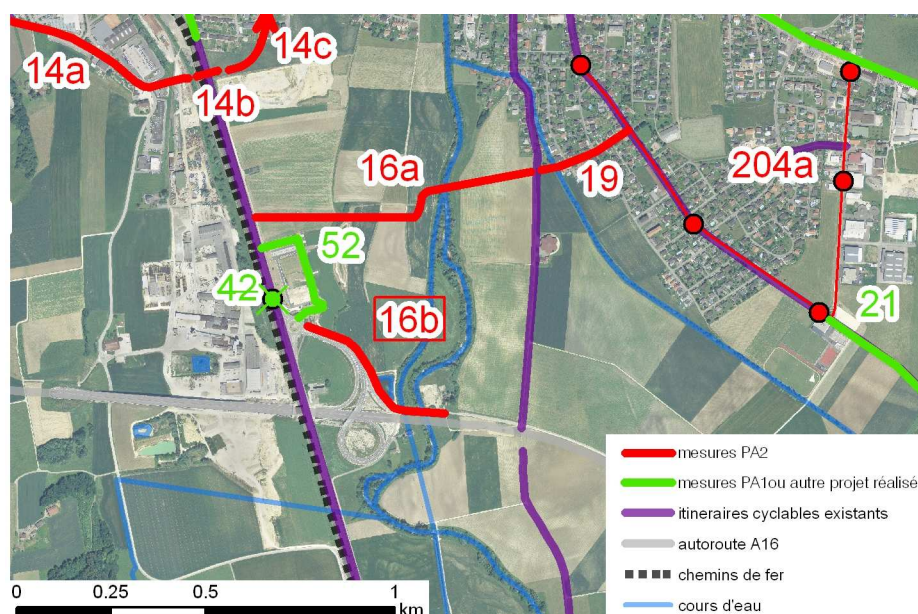 14a
14b
14c
16a
19
204a
52
42
16b
21
mesures PA2
mesures PA1ou autre projet réalisé
itineraires cyclables existants
autoroute A16
chemins de fer
cours d'eau
0 0.25 0.5 1
km